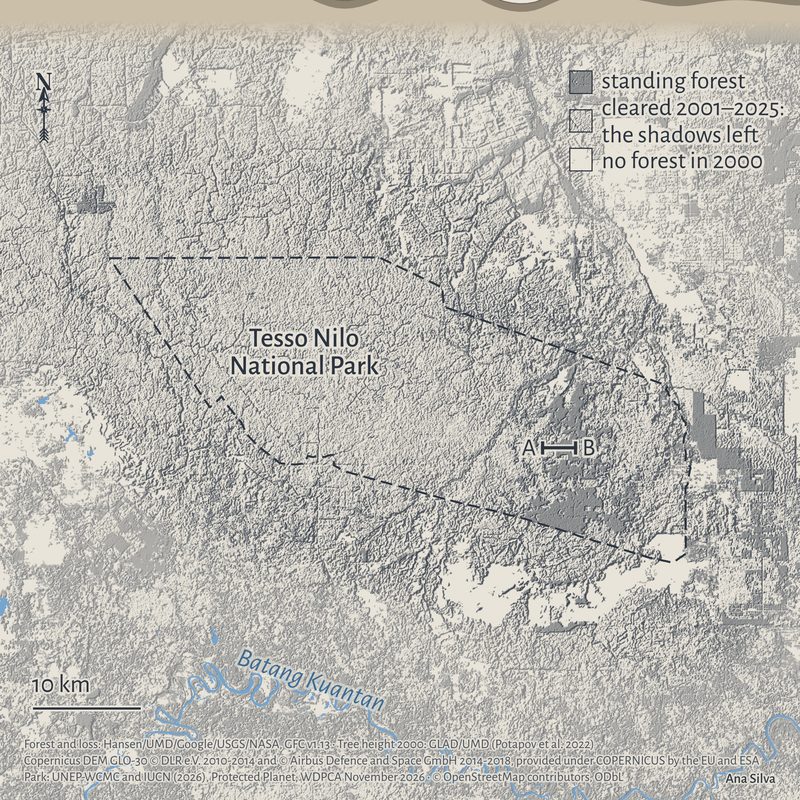 N
standing forest
cleared 2001–2025:
the shadows left
no forest in 2000
Tesso Nilo
National Park
A B
10 km
Batang Kuantan
Forest and loss: Hansen/UMD/Google/USGS/NASA, GFC v1.13 · Tree height 2000: GLAD/UMD (Potapov et al. 2022)
Copernicus DEM GLO-30 © DLR e.V. 2010-2014 and © Airbus Defence and Space GmbH 2014-2018, provided under COPERNICUS by the EU and ESA
Park: UNEP-WCMC and IUCN (2026), Protected Planet, WDPCA November 2026 · © OpenStreetMap contributors, ODbL
Ana Silva